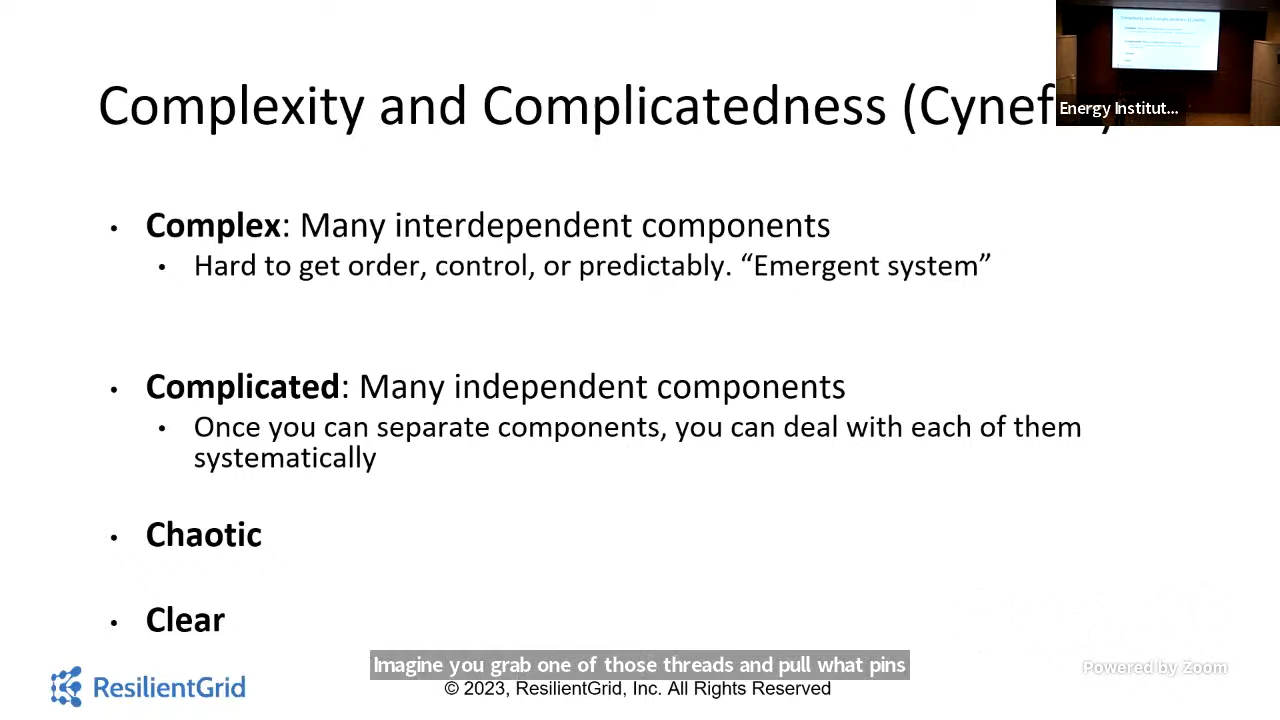 Complexity and Complicatedness
Energy Institut...
• Complex: Many interdependent components
• Hard to get order, control, or predictably. “Emergent system”
• Complicated: Many independent components
• Once you can separate components, you can deal with each of them
systematically
• Chaotic
• Clear
Imagine you grab one of those threads and pull what pins
ResilientGrid
© 2023, ResilientGrid, Inc. All Rights Reserved
Powered by Zoom